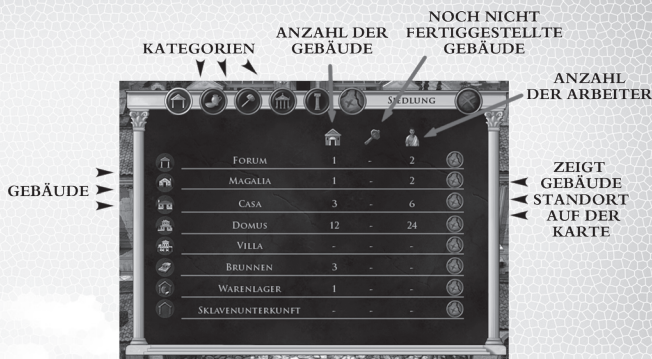 NOCH NICHT
FERTIGGESTELLTE
GEBÄUDE
ANZAHL DER
GEBÄUDE
KATEGORIEN
ANZAHL
DER ARBEITER
SIEDLUNG
GEBÄUDE
ZEIGT
GEBÄUDE
STANDORT
AUF DER
KARTE
FORUM 1 - 2
MAGALIA 1 - 2
CASA 3 - 6
DOMUS 12 - 24
VILLA - - -
BRUNNEN 3 - -
WARENLAGER 1 - -
SKLAVENUNTERKUNFT - - -